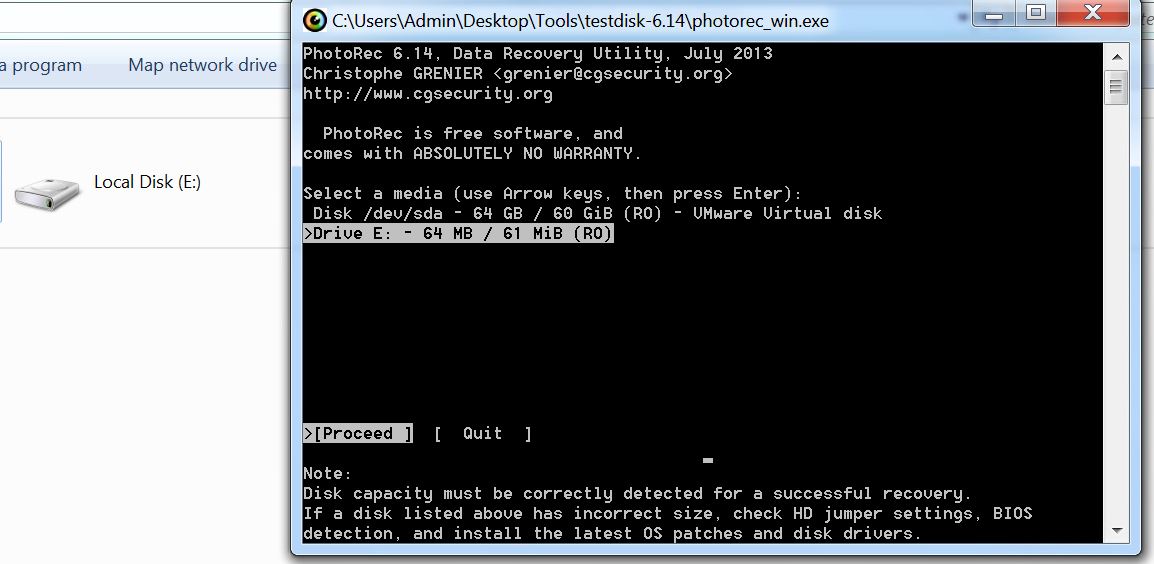 C:\Users\Admin\Desktop\Tools\testdisk-6.14\photorec_win.exe
a program Map network drive
Local Disk (E:)
PhotoRec 6.14, Data Recovery Utility, July 2013
Christophe GRENIER <grenier@cgsecurity.org>
http://www.cgsecurity.org
PhotoRec is free software, and
comes with ABSOLUTELY NO WARRANTY.
Select a media (use Arrow keys, then press Enter):
Disk /dev/sda - 64 GB / 60 GiB (RO) - VMware Virtual disk
>Drive E: - 64 MB / 61 MiB (RO)
>[Proceed ] [ Quit ]
Note:
Disk capacity must be correctly detected for a successful recovery.
If a disk listed above has incorrect size, check HD jumper settings, BIOS
detection, and install the latest OS patches and disk drivers.